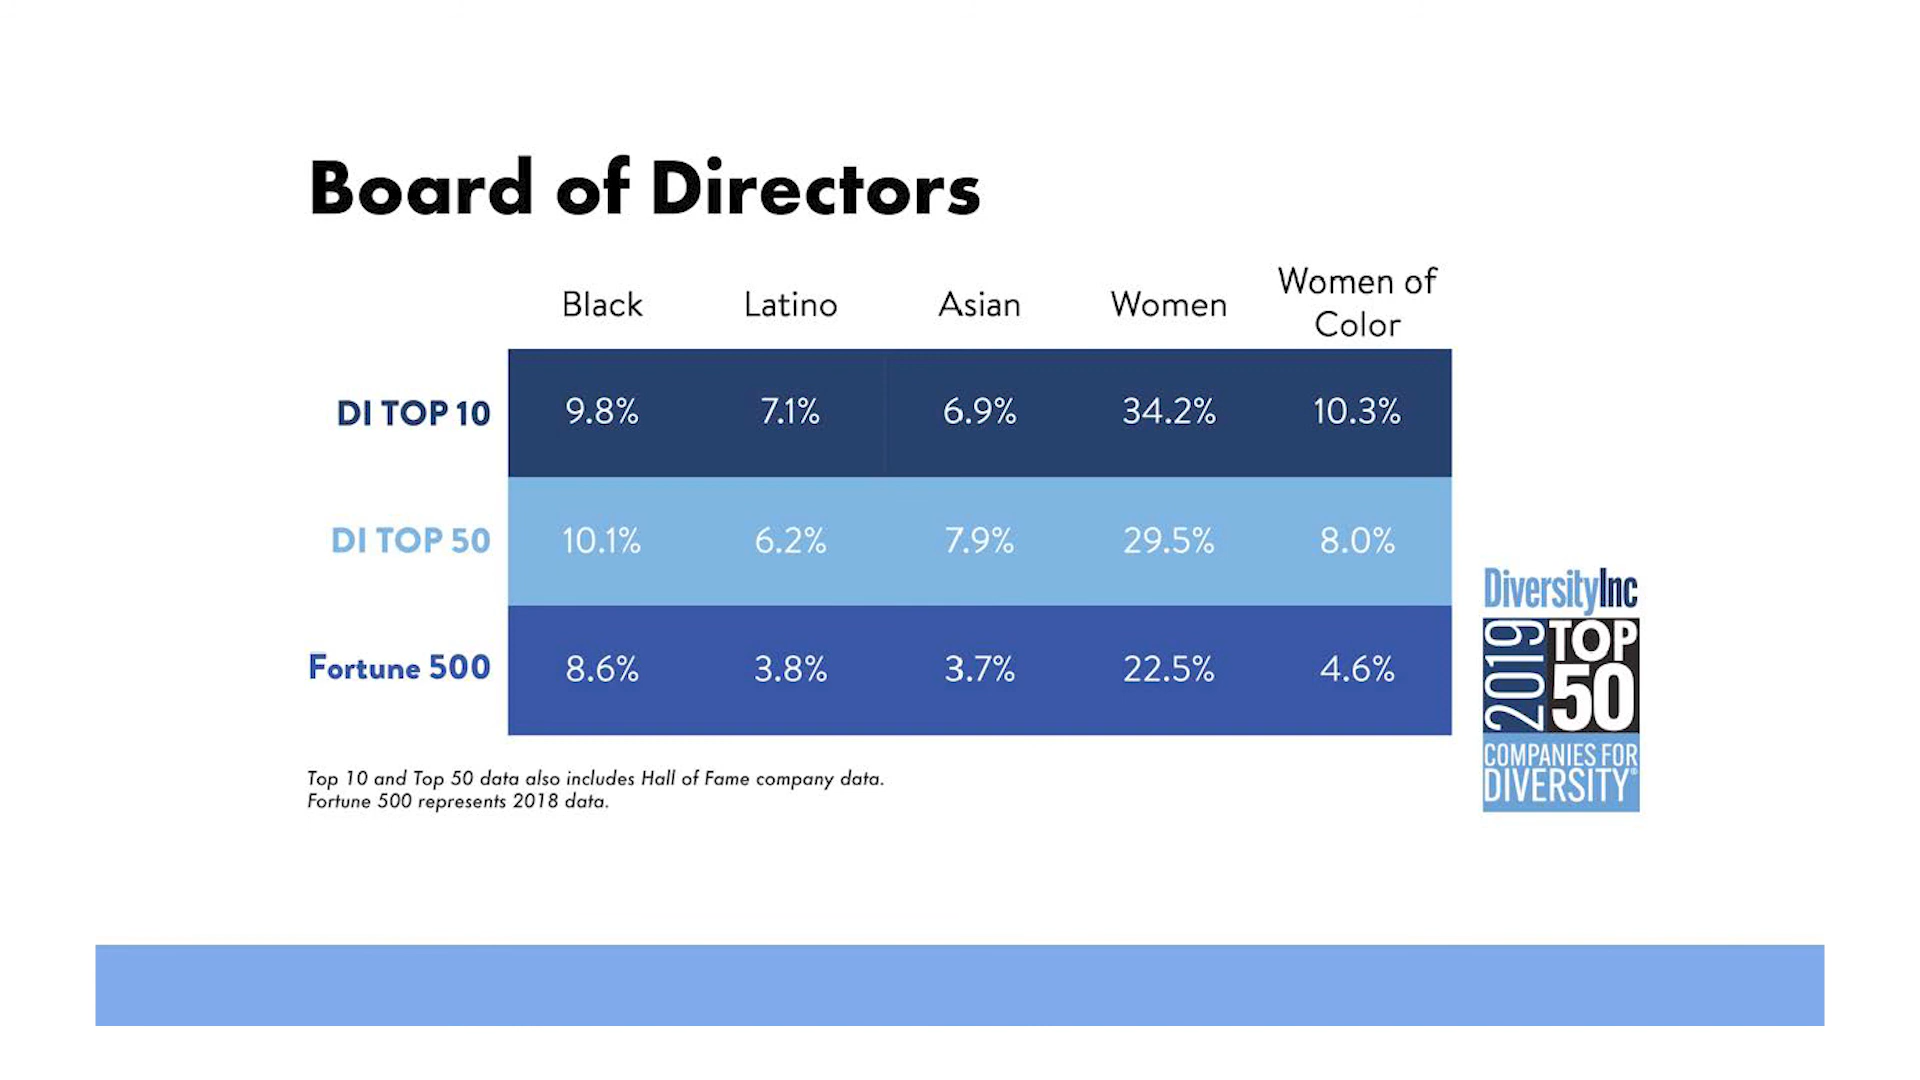 Board of Directors
Black Latino Asian Women Women of Color
DI TOP 10 9.8% 7.1% 6.9% 34.2% 10.3%
DI TOP 50 10.1% 6.2% 7.9% 29.5% 8.0%
Fortune 500 8.6% 3.8% 3.7% 22.5% 4.6%
Top 10 and Top 50 data also includes Hall of Fame company data.
Fortune 500 represents 2018 data.
DiversityInc
2019 TOP
50
COMPANIES FOR
DIVERSITY®